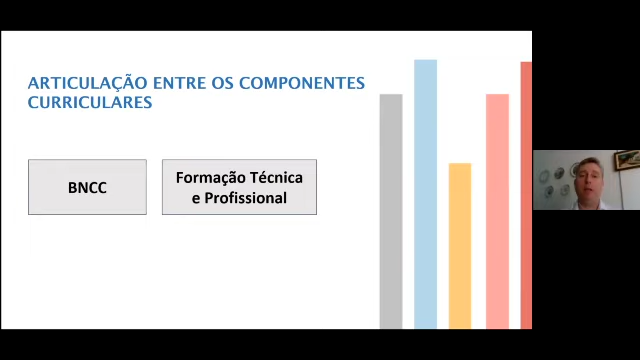 ARTICULAÇÃO ENTRE OS COMPONENTES
CURRICULARES
BNCC
Formação Técnica
e Profissional